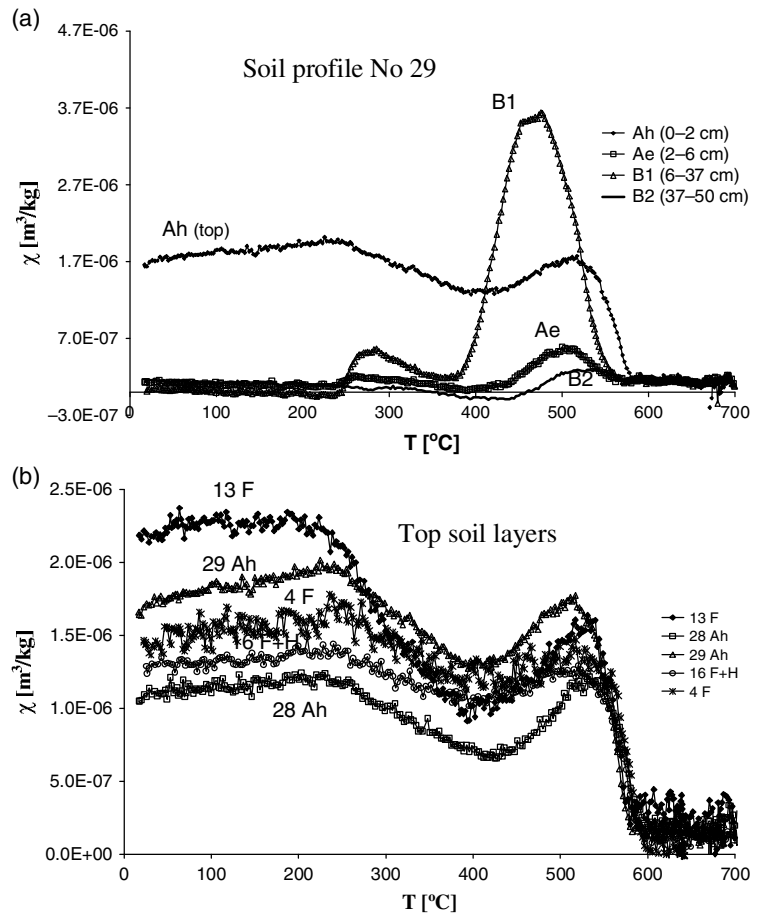 (a)
4.7E-06
3.7E-06
2.7E-06
1.7E-06
7.0E-07
−3.0E-07
χ [m³/kg]
Soil profile No 29
B1
Ah (top)
Ae
B2
Ah (0–2 cm)
Ae (2–6 cm)
B1 (6–37 cm)
B2 (37–50 cm)
0 100 200 300 400 500 600 700
T [°C]
(b)
2.5E-06
2.0E-06
1.5E-06
1.0E-06
5.0E-07
0.0E+00
χ [m³/kg]
13 F
Top soil layers
29 Ah
4 F
16 F+H
28 Ah
13 F
28 Ah
29 Ah
16 F+H
4 F
0 100 200 300 400 500 600 700
T [°C]